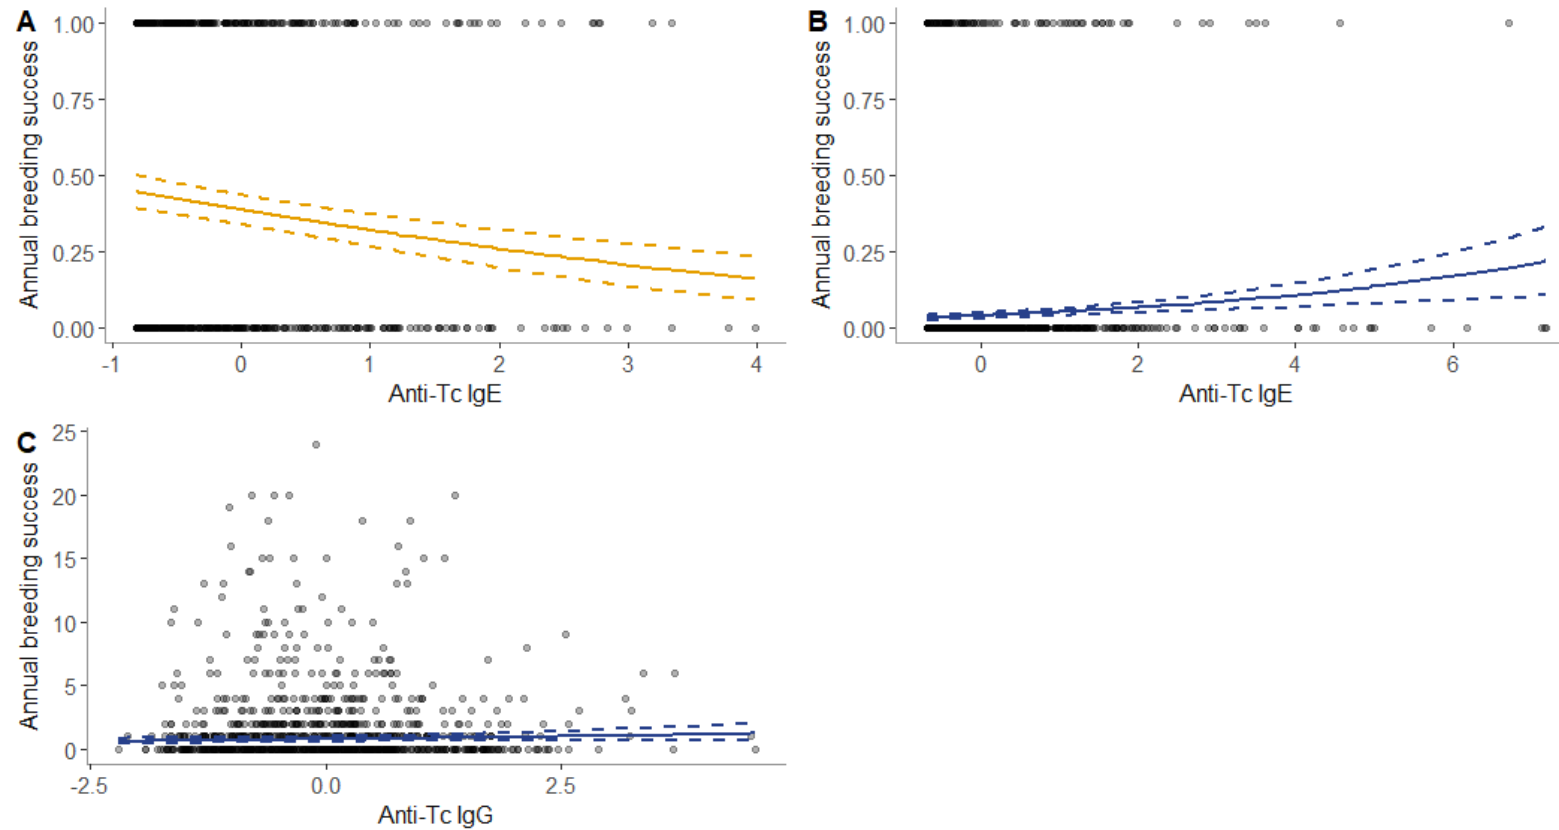 A
Annual breeding success
1.00
0.75
0.50
0.25
0.00
-1 0 1 2 3 4
Anti-Tc IgE
B
Annual breeding success
1.00
0.75
0.50
0.25
0.00
0 2 4 6
Anti-Tc IgE
C
Annual breeding success
25
20
15
10
5
0
-2.5 0.0 2.5
Anti-Tc IgG